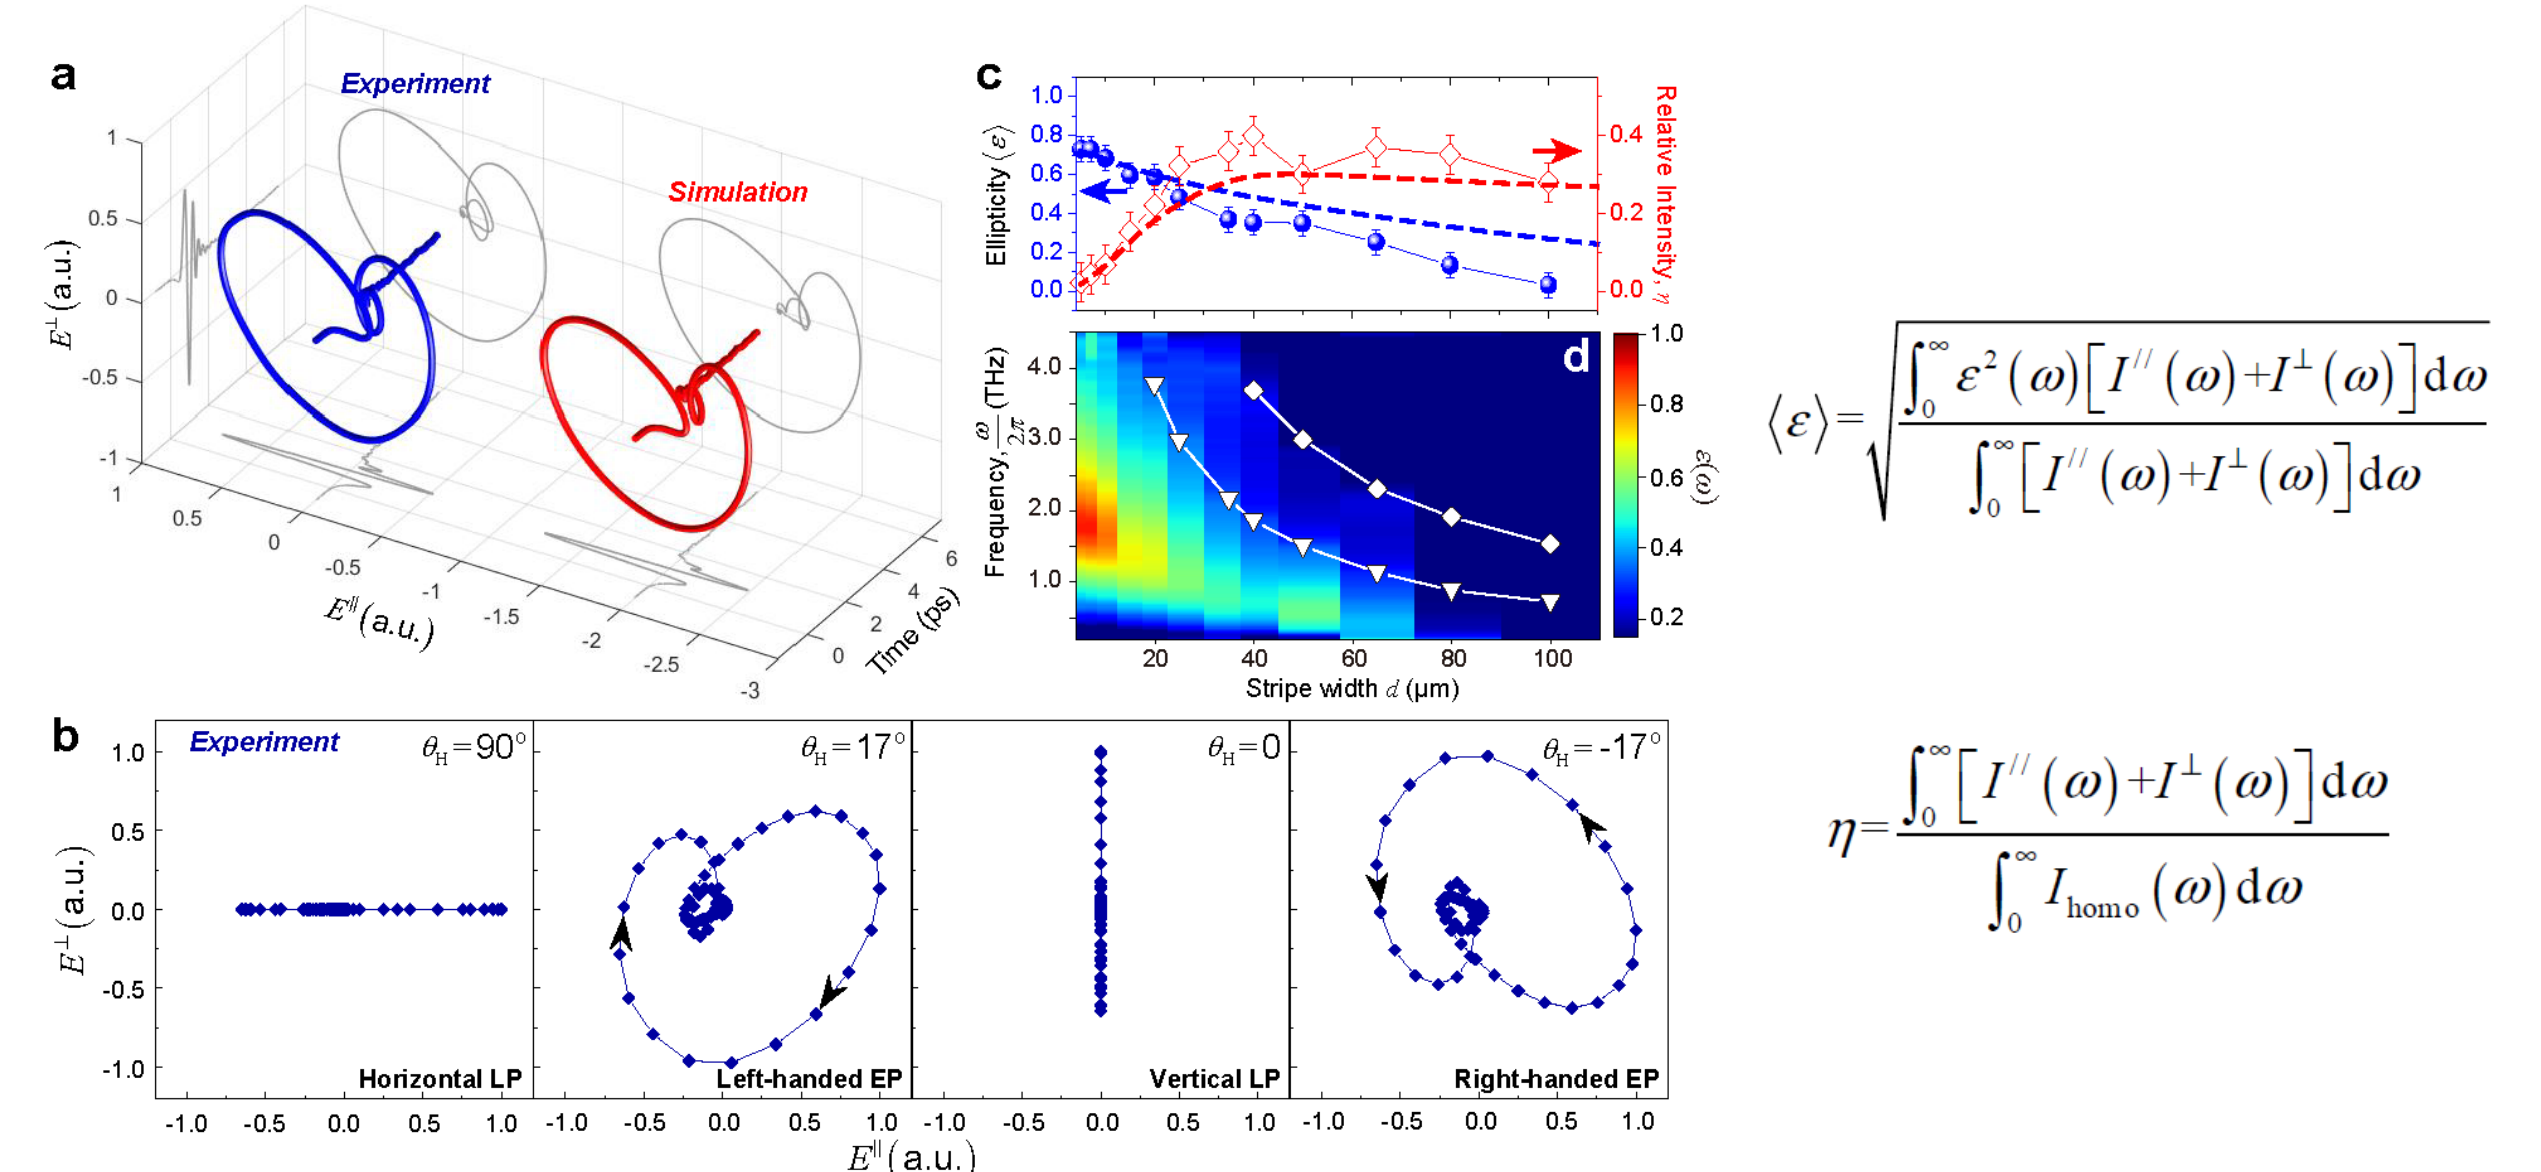 a
Experiment
Simulation
E⊥(a.u.)
1
0.5
0
-0.5
-1
1
0.5
0
-0.5
-1
-1.5
-2
-2.5
-3
E∥(a.u.)
0
2
4
6
Time (ps)
c
Ellipticity ⟨ε⟩
1.0
0.8
0.6
0.4
0.2
0.0
0.4
0.2
0.0
Relative Intensity, η
d
Frequency, ω/2π (THz)
4.0
3.0
2.0
1.0
20 40 60 80 100
Stripe width d (μm)
1.0
0.8
0.6
0.4
0.2
ε(ω)
⟨ε⟩=√(∫₀^∞ ε²(ω)[I^//(ω)+I^⊥(ω)]dω / ∫₀^∞ [I^//(ω)+I^⊥(ω)]dω)
η=∫₀^∞ [I^//(ω)+I^⊥(ω)]dω / ∫₀^∞ I_homo(ω)dω
b
Experiment θ_H=90° θ_H=17° θ_H=0 θ_H=-17°
E⊥(a.u.)
1.0
0.5
0.0
-0.5
-1.0
Horizontal LP Left-handed EP Vertical LP Right-handed EP
-1.0 -0.5 0.0 0.5 1.0 -1.0 -0.5 0.0 0.5 1.0 -1.0 -0.5 0.0 0.5 1.0 -1.0 -0.5 0.0 0.5 1.0
E∥(a.u.)